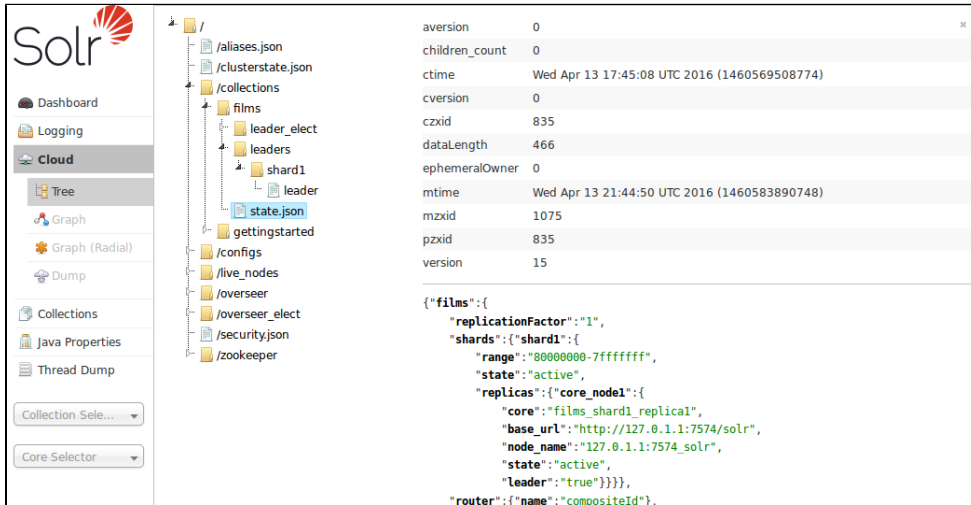 Solr
Dashboard
Logging
Cloud
Tree
Graph
Graph (Radial)
Dump
Collections
Java Properties
Thread Dump
Collection Sele...
Core Selector
/
/aliases.json
/clusterstate.json
/collections
films
leader_elect
leaders
shard1
leader
state.json
gettingstarted
/configs
/live_nodes
/overseer
/overseer_elect
/security.json
/zookeeper
aversion 0
children_count 0
ctime Wed Apr 13 17:45:08 UTC 2016 (1460569508774)
cversion 0
czxid 835
dataLength 466
ephemeralOwner 0
mtime Wed Apr 13 21:44:50 UTC 2016 (1460583890748)
mzxid 1075
pzxid 835
version 15
{"films":{
"replicationFactor":"1",
"shards":{"shard1":{
"range":"80000000-7fffffff",
"state":"active",
"replicas":{"core_node1":{
"core":"films_shard1_replica1",
"base_url":"http://127.0.1.1:7574/solr",
"node_name":"127.0.1.1:7574_solr",
"state":"active",
"leader":"true"}}}},
"router":{"name":"compositeId"},